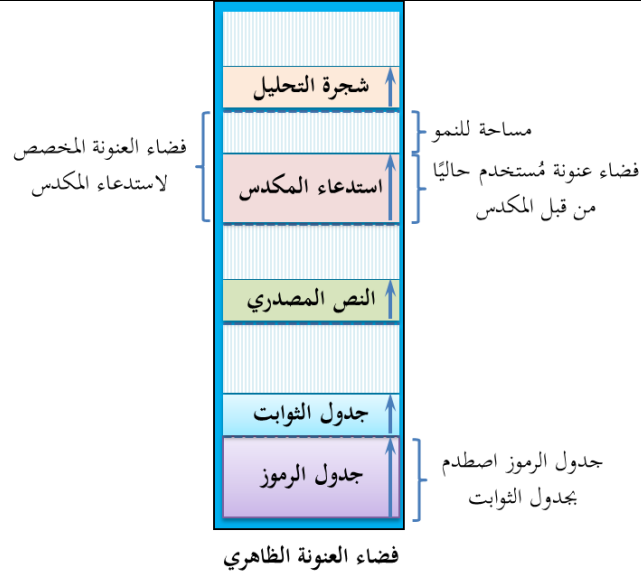 شجرة التحليل
مساحة للنمو
فضاء العنونة المخصص
لاستدعاء المكدس
فضاء عنونة مُستخدم حاليًا
من قبل المكدس
استدعاء المكدس
النص المصدري
جدول الثوابت
جدول الرموز اصطدم
بجدول الثوابت
جدول الرموز
فضاء العنونة الظاهري